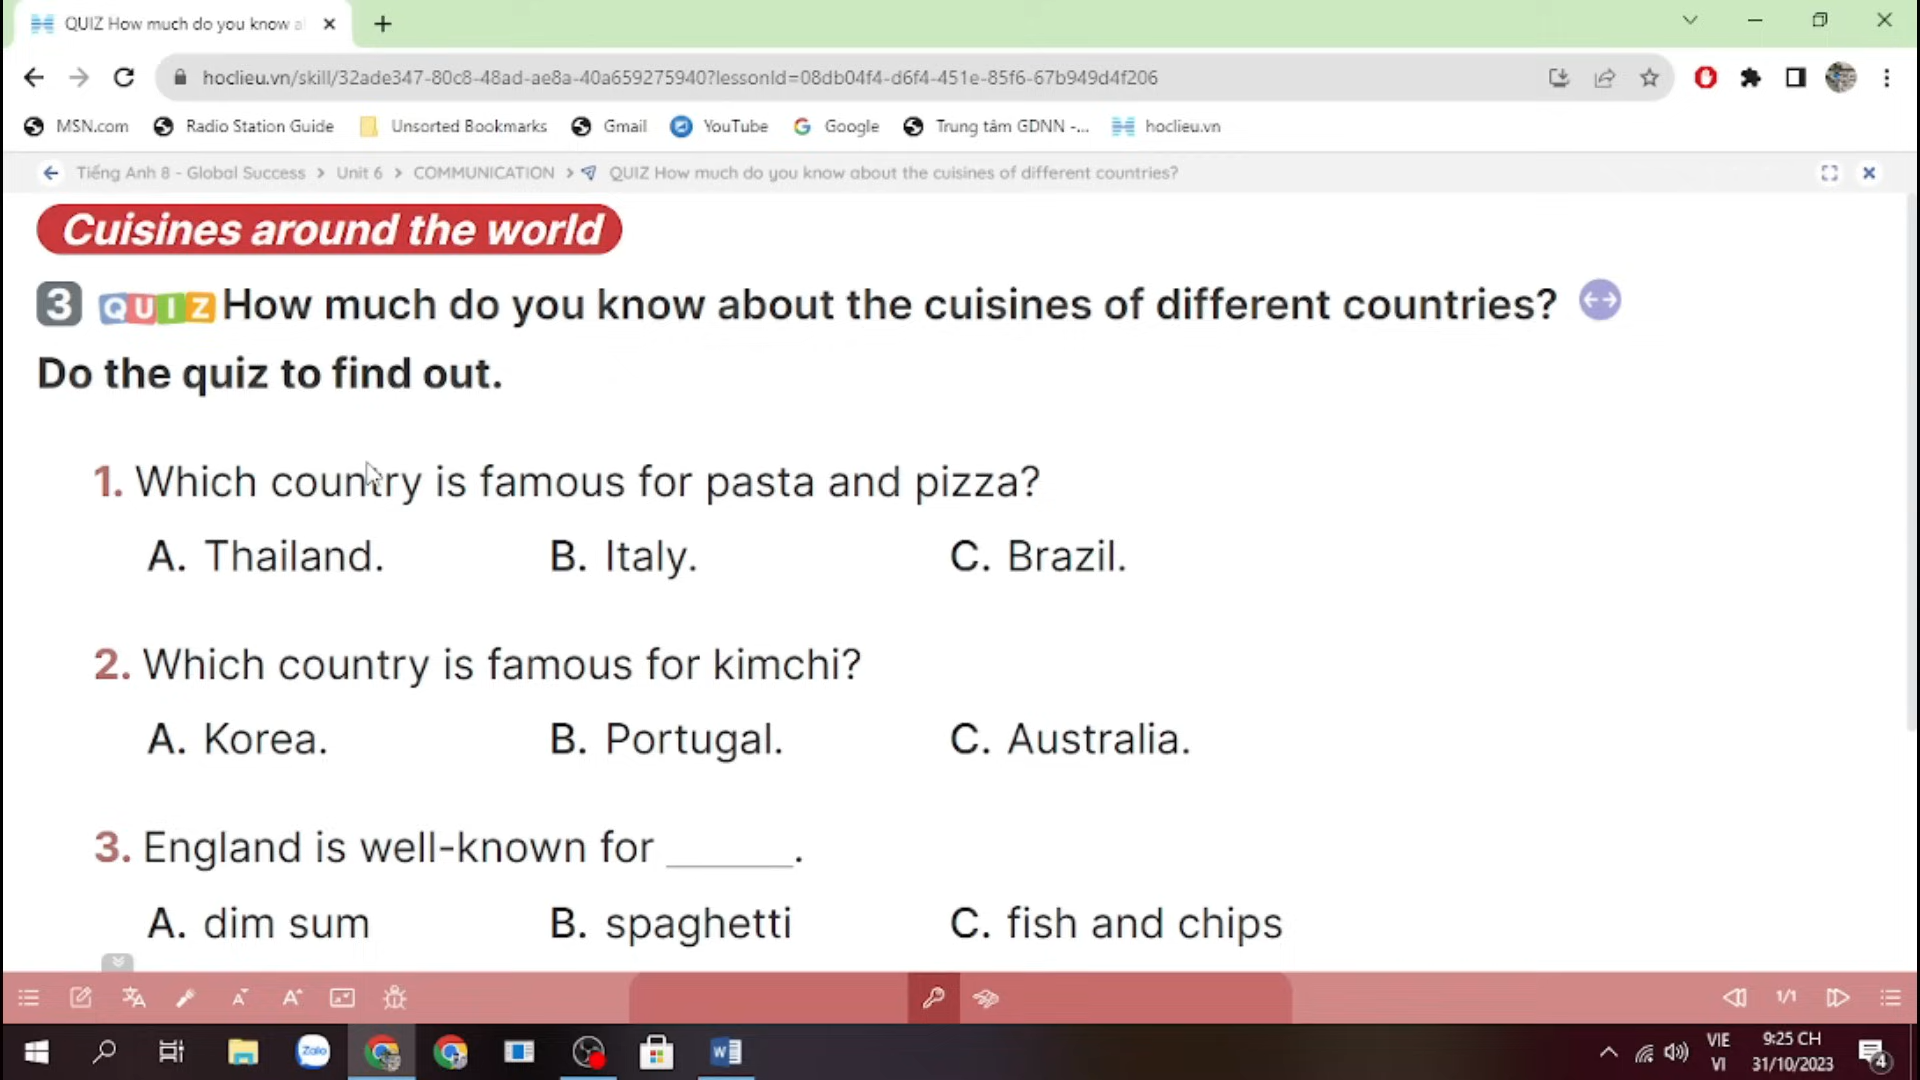 QUIZ How much do you know a
hoclieu.vn/skill/32ade347-80c8-48ad-ae8a-40a659275940?lessonId=08db04f4-d6f4-451e-85f6-67b949d4f206
MSN.com Radio Station Guide Unsorted Bookmarks Gmail YouTube Google Trung tâm GDNN -... hoclieu.vn
Tiếng Anh 8 - Global Success > Unit 6 > COMMUNICATION > QUIZ How much do you know about the cuisines of different countries?
Cuisines around the world
3 QUIZ How much do you know about the cuisines of different countries?
Do the quiz to find out.
1. Which country is famous for pasta and pizza?
A. Thailand. B. Italy. C. Brazil.
2. Which country is famous for kimchi?
A. Korea. B. Portugal. C. Australia.
3. England is well-known for ______.
A. dim sum B. spaghetti C. fish and chips
1/1
Zalo
VIE 9:25 CH
VI 31/10/2023 4